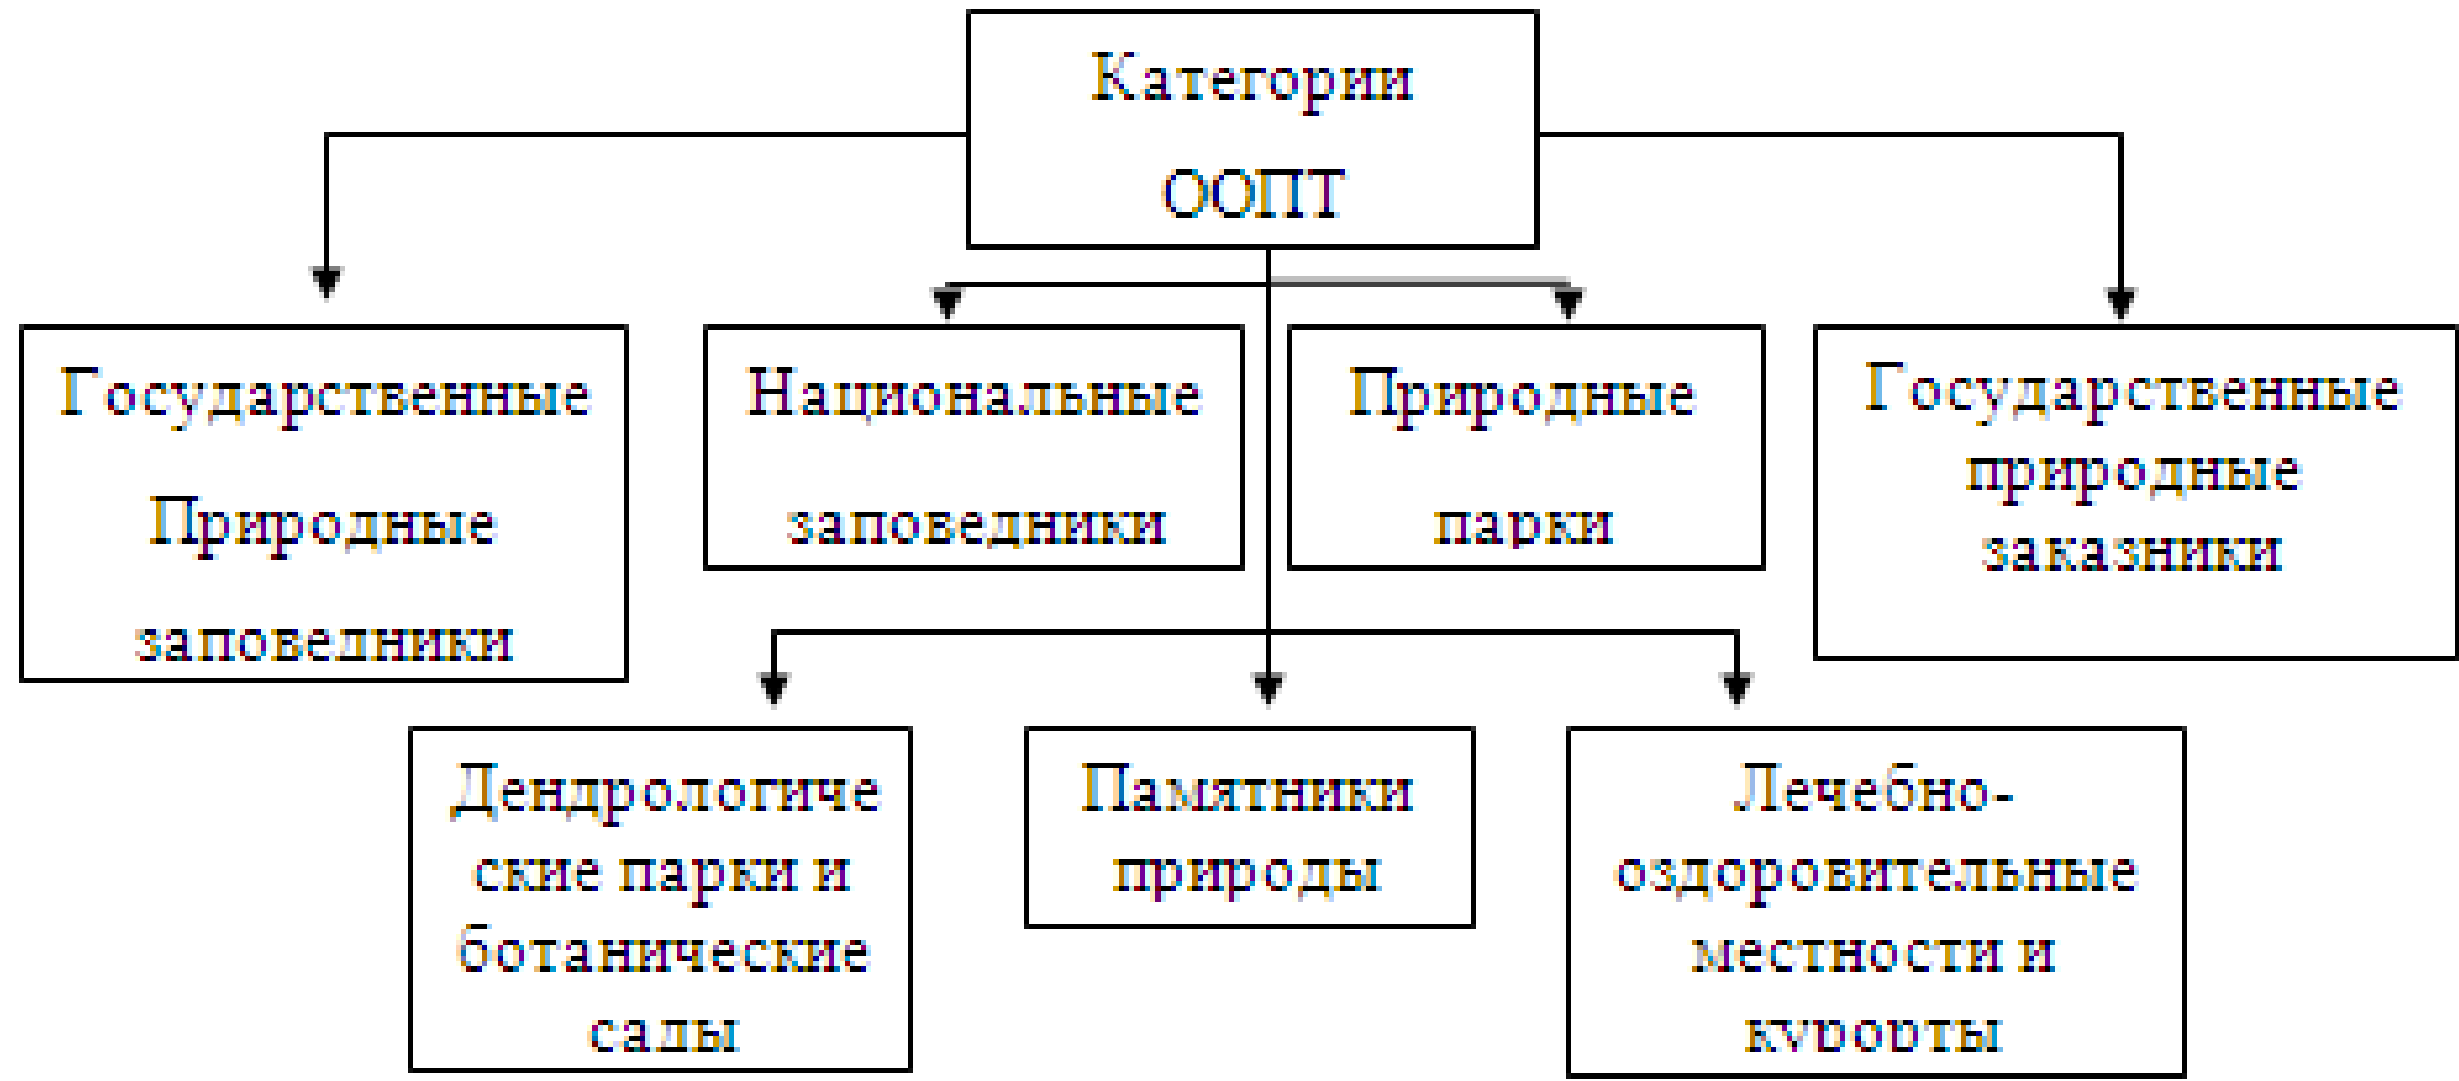 Категории
ООПТ
Государственные
Природные
заповедники
Национальные
заповедники
Природные
парки
Государственные
природные
заказники
Дендрологиче
ские парки и
ботанические
сады
Памятники
природы
Лечебно-
оздоровительные
местности и
курорты